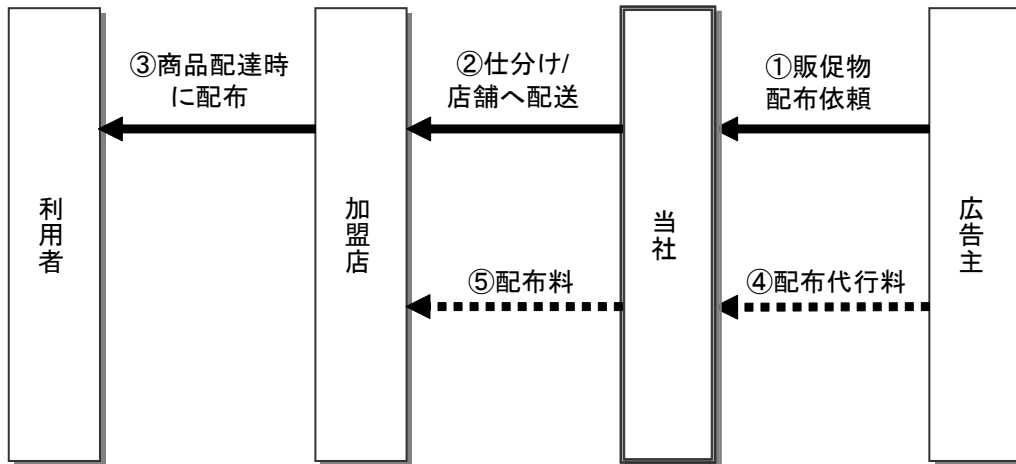 ③商品配達時
に配布
②仕分け/
店舗へ配送
①販促物
配布依頼
利用者
加盟店
当社
広告主
⑤配布料
④配布代行料